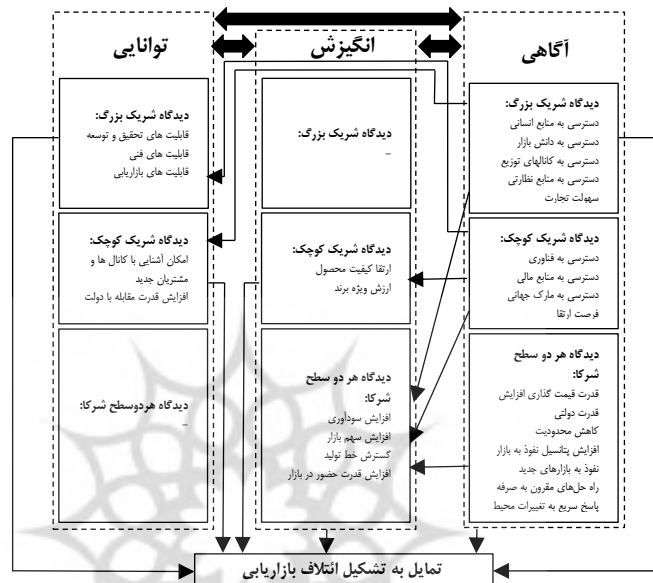 آگاهی
دیدگاه شریک بزرگ:
دسترسی به منابع انسانی
دسترسی به دانش بازار
دسترسی به کانالهای توزیع
دسترسی به منابع نظارتی
سهولت تجارت
دیدگاه شریک کوچک:
دسترسی به فناوری
دسترسی به منابع مالی
دسترسی به مارک جهانی
فرصت ارتقا
دیدگاه هر دو سطح
شرکا:
قدرت قیمت گذاری افزایش
قدرت دولتی
کاهش محدودیت
افزایش پتانسیل نفوذ به بازار
نفوذ به بازارهای جدید
راه حل‌های مقرون به صرفه
پاسخ سریع به تغییرات محیط
انگیزش
دیدگاه شریک بزرگ:
–
دیدگاه شریک کوچک:
ارتقا کیفیت محصول
ارزش ویژه برند
دیدگاه هر دو سطح
شرکا:
افزایش سودآوری
افزایش سهم بازار
گسترش خط تولید
افزایش قدرت حضور در بازار
توانایی
دیدگاه شریک بزرگ:
قابلیت های تحقیق و توسعه
قابلیت های فنی
قابلیت های بازاریابی
دیدگاه شریک کوچک:
امکان آشنایی با کانال ها و
مشتریان جدید
افزایش قدرت مقابله با دولت
دیدگاه هردوسطح شرکا:
–
تمایل به تشکیل ائتلاف بازاریابی